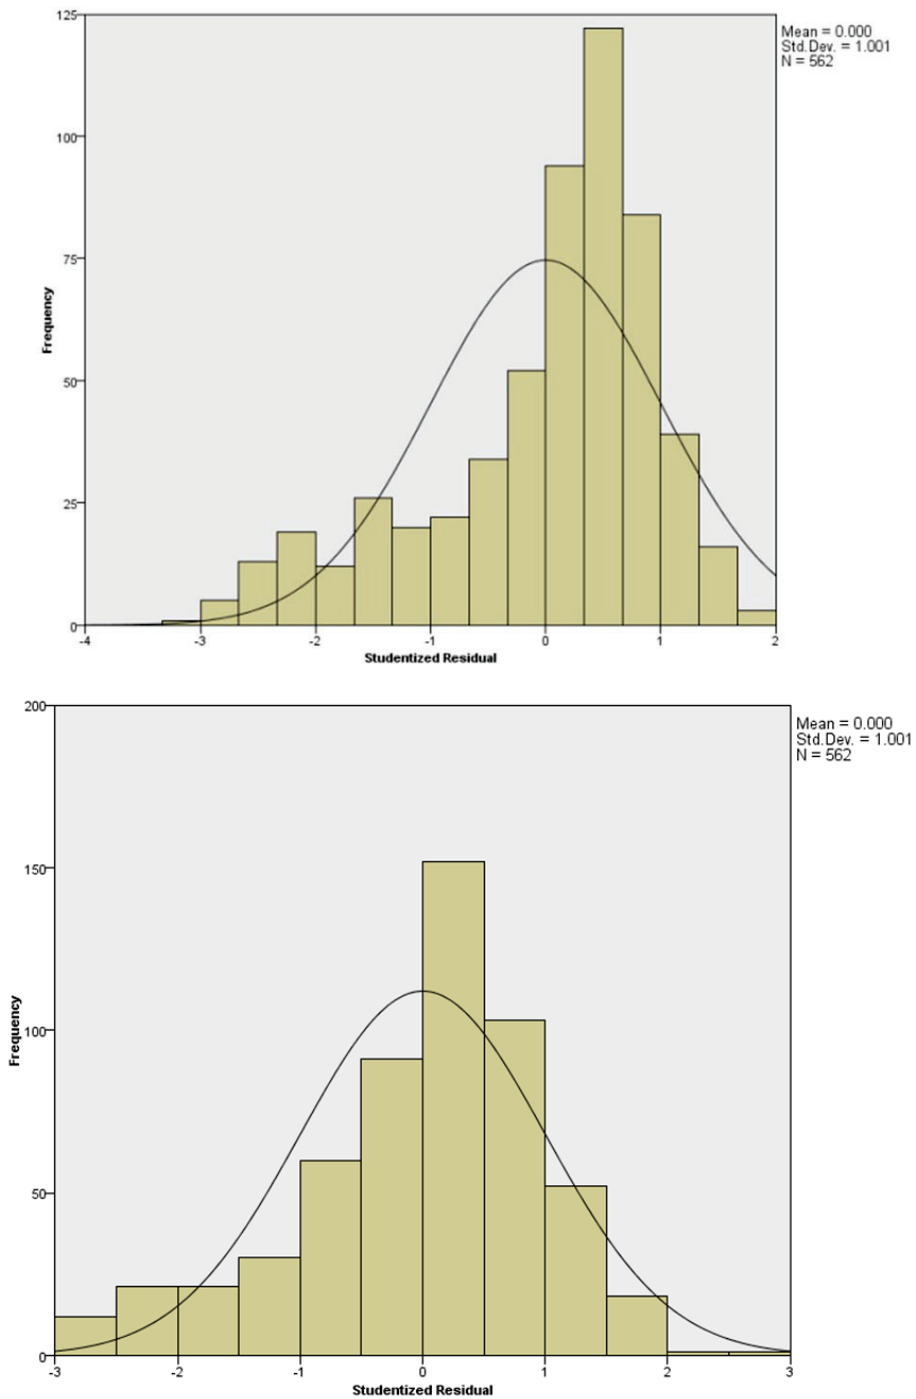 125
Mean = 0.000
Std.Dev. = 1.001
N = 562
100
75
Frequency
50
25
0
-4 -3 -2 -1 0 1 2
Studentized Residual
200
Mean = 0.000
Std.Dev. = 1.001
N = 562
150
Frequency
100
50
0
-3 -2 -1 0 1 2 3
Studentized Residual